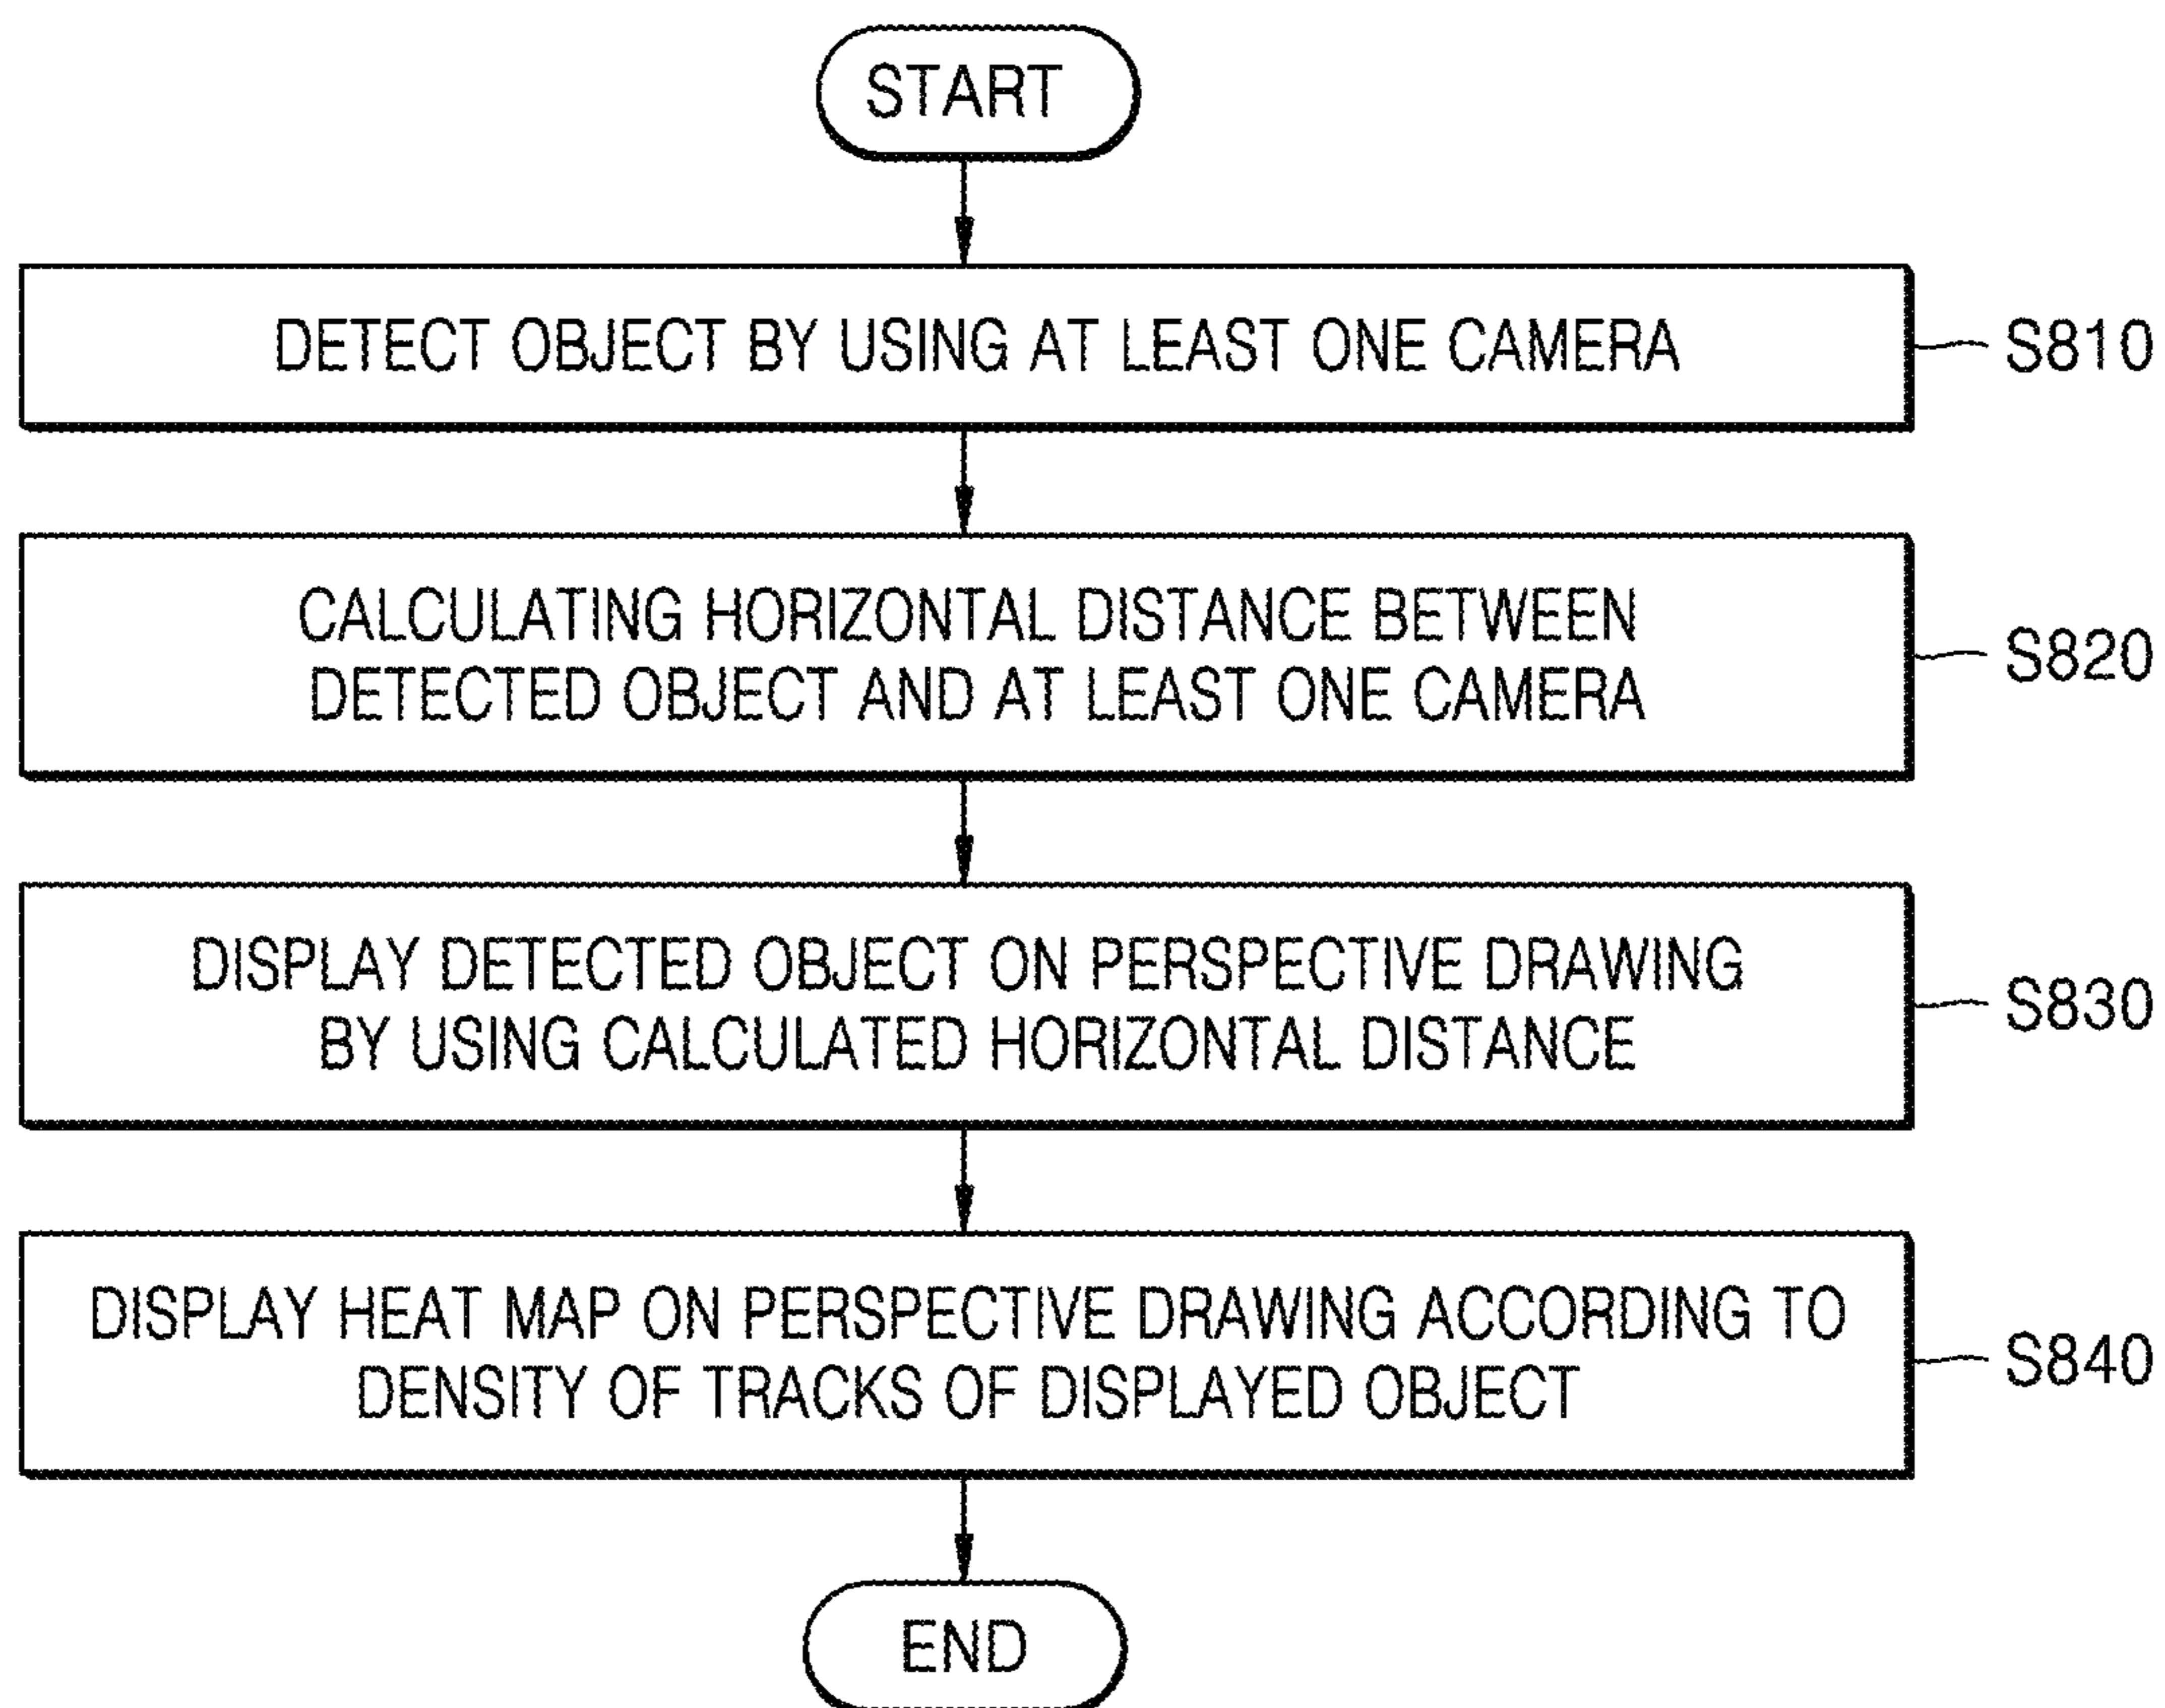 START
DETECT OBJECT BY USING AT LEAST ONE CAMERA
S810
CALCULATING HORIZONTAL DISTANCE BETWEEN
DETECTED OBJECT AND AT LEAST ONE CAMERA
S820
DISPLAY DETECTED OBJECT ON PERSPECTIVE DRAWING
BY USING CALCULATED HORIZONTAL DISTANCE
S830
DISPLAY HEAT MAP ON PERSPECTIVE DRAWING ACCORDING TO
DENSITY OF TRACKS OF DISPLAYED OBJECT
S840
END